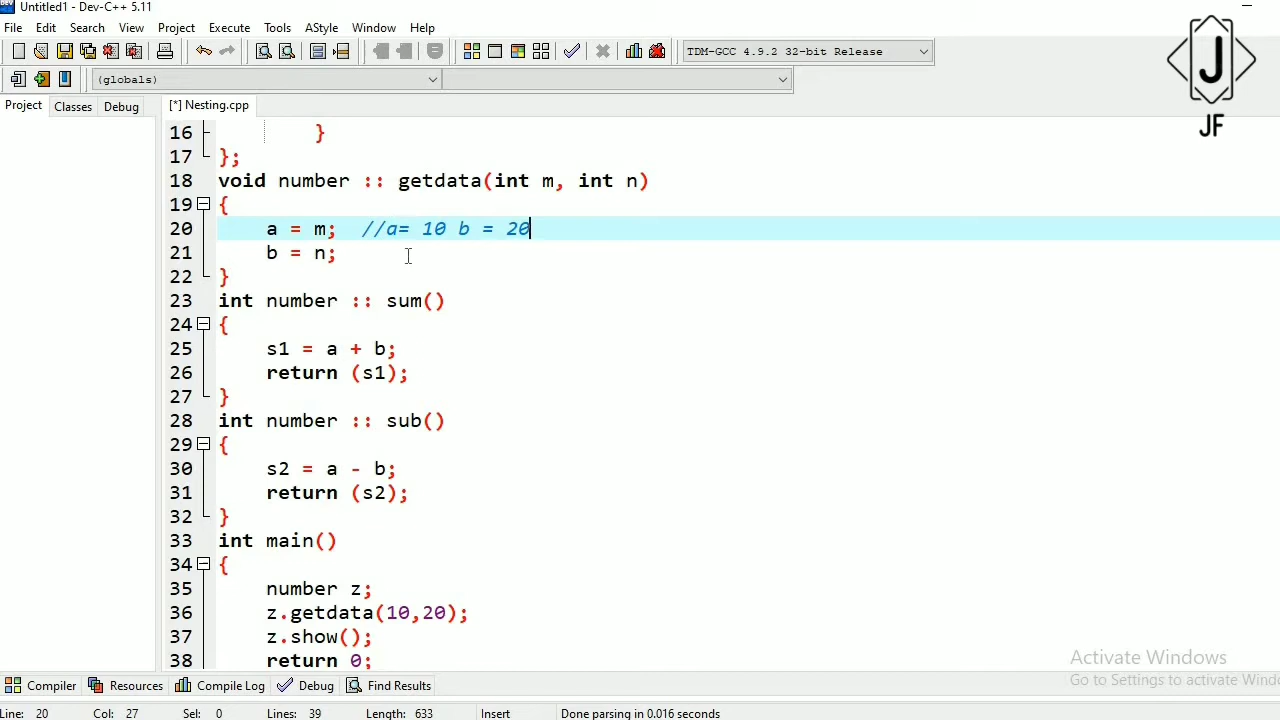 Untitled1 - Dev-C++ 5.11
File Edit Search View Project Execute Tools AStyle Window Help
TDM-GCC 4.9.2 32-bit Release
(globals)
Project Classes Debug [*] Nesting.cpp
J
JF
16 }
17 };
18 void number :: getdata(int m, int n)
19 {
20 a = m; //a= 10 b = 20
21 b = n;
22 }
23 int number :: sum()
24 {
25 s1 = a + b;
26 return (s1);
27 }
28 int number :: sub()
29 {
30 s2 = a - b;
31 return (s2);
32 }
33 int main()
34 {
35 number z;
36 z.getdata(10,20);
37 z.show();
38 return 0;
Activate Windows
Go to Settings to activate Windo
Compiler Resources Compile Log Debug Find Results
Line: 20 Col: 27 Sel: 0 Lines: 39 Length: 633 Insert Done parsing in 0.016 seconds